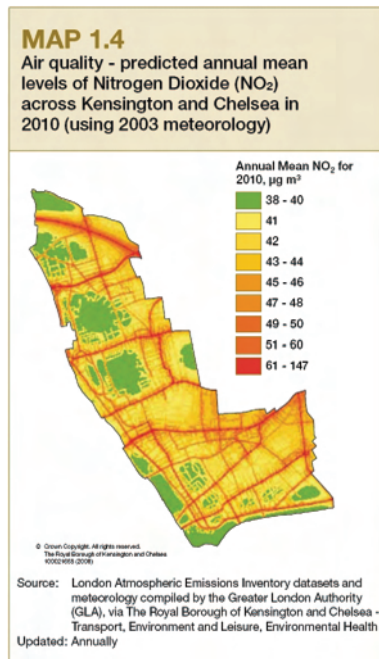 MAP 1.4
Air quality - predicted annual mean
levels of Nitrogen Dioxide (NO₂)
across Kensington and Chelsea in
2010 (using 2003 meteorology)
Annual Mean NO₂ for
2010, µg m³
38 - 40
41
42
43 - 44
45 - 46
47 - 48
49 - 50
51 - 60
61 - 147
© Crown Copyright. All rights reserved.
The Royal Borough of Kensington and Chelsea
100021668 (2008)
Source: London Atmospheric Emissions Inventory datasets and
meteorology compiled by the Greater London Authority
(GLA), via The Royal Borough of Kensington and Chelsea -
Transport, Environment and Leisure, Environmental Health
Updated: Annually